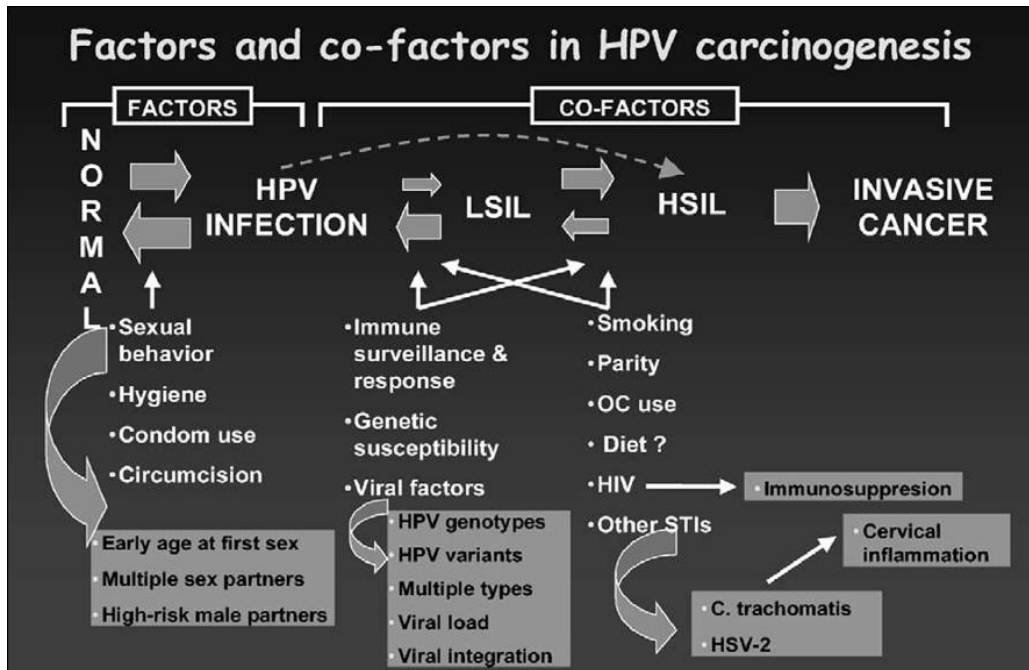 Factors and co-factors in HPV carcinogenesis
FACTORS
CO-FACTORS
NORMAL
HPV
INFECTION
LSIL
HSIL
INVASIVE
CANCER
•Sexual
behavior
•Hygiene
•Condom use
•Circumcision
•Early age at first sex
•Multiple sex partners
•High-risk male partners
•Immune
surveillance &
response
•Genetic
susceptibility
•Viral factors
•HPV genotypes
•HPV variants
•Multiple types
•Viral load
•Viral integration
•Smoking
•Parity
•OC use
•Diet ?
•HIV
•Other STIs
•Immunosuppresion
•Cervical
inflammation
•C. trachomatis
•HSV-2